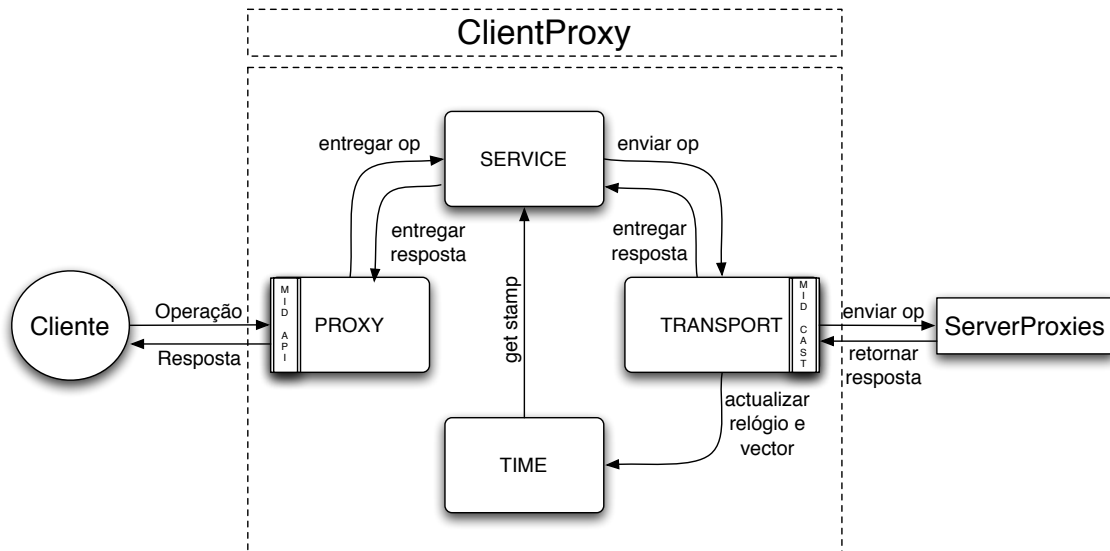 ClientProxy
entregar op
SERVICE
enviar op
entregar
resposta
entregar
resposta
get stamp
Cliente
Operação
Resposta
MID API
PROXY
TRANSPORT
MID CAST
enviar op
retornar
resposta
ServerProxies
actualizar
relógio e
vector
TIME